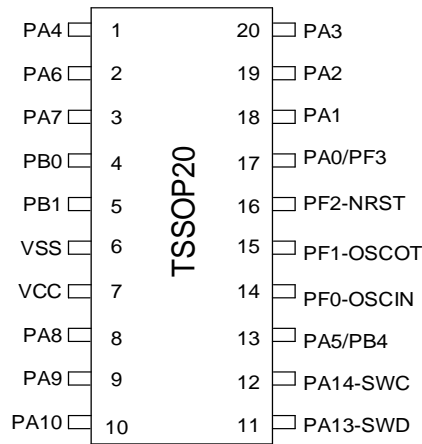 PA4 1 20 PA3
PA6 2 19 PA2
PA7 3 18 PA1
PB0 4 17 PA0/PF3
PB1 5 16 PF2-NRST
VSS 6 15 PF1-OSCOT
VCC 7 14 PF0-OSCIN
PA8 8 13 PA5/PB4
PA9 9 12 PA14-SWC
PA10 10 11 PA13-SWD
TSSOP20